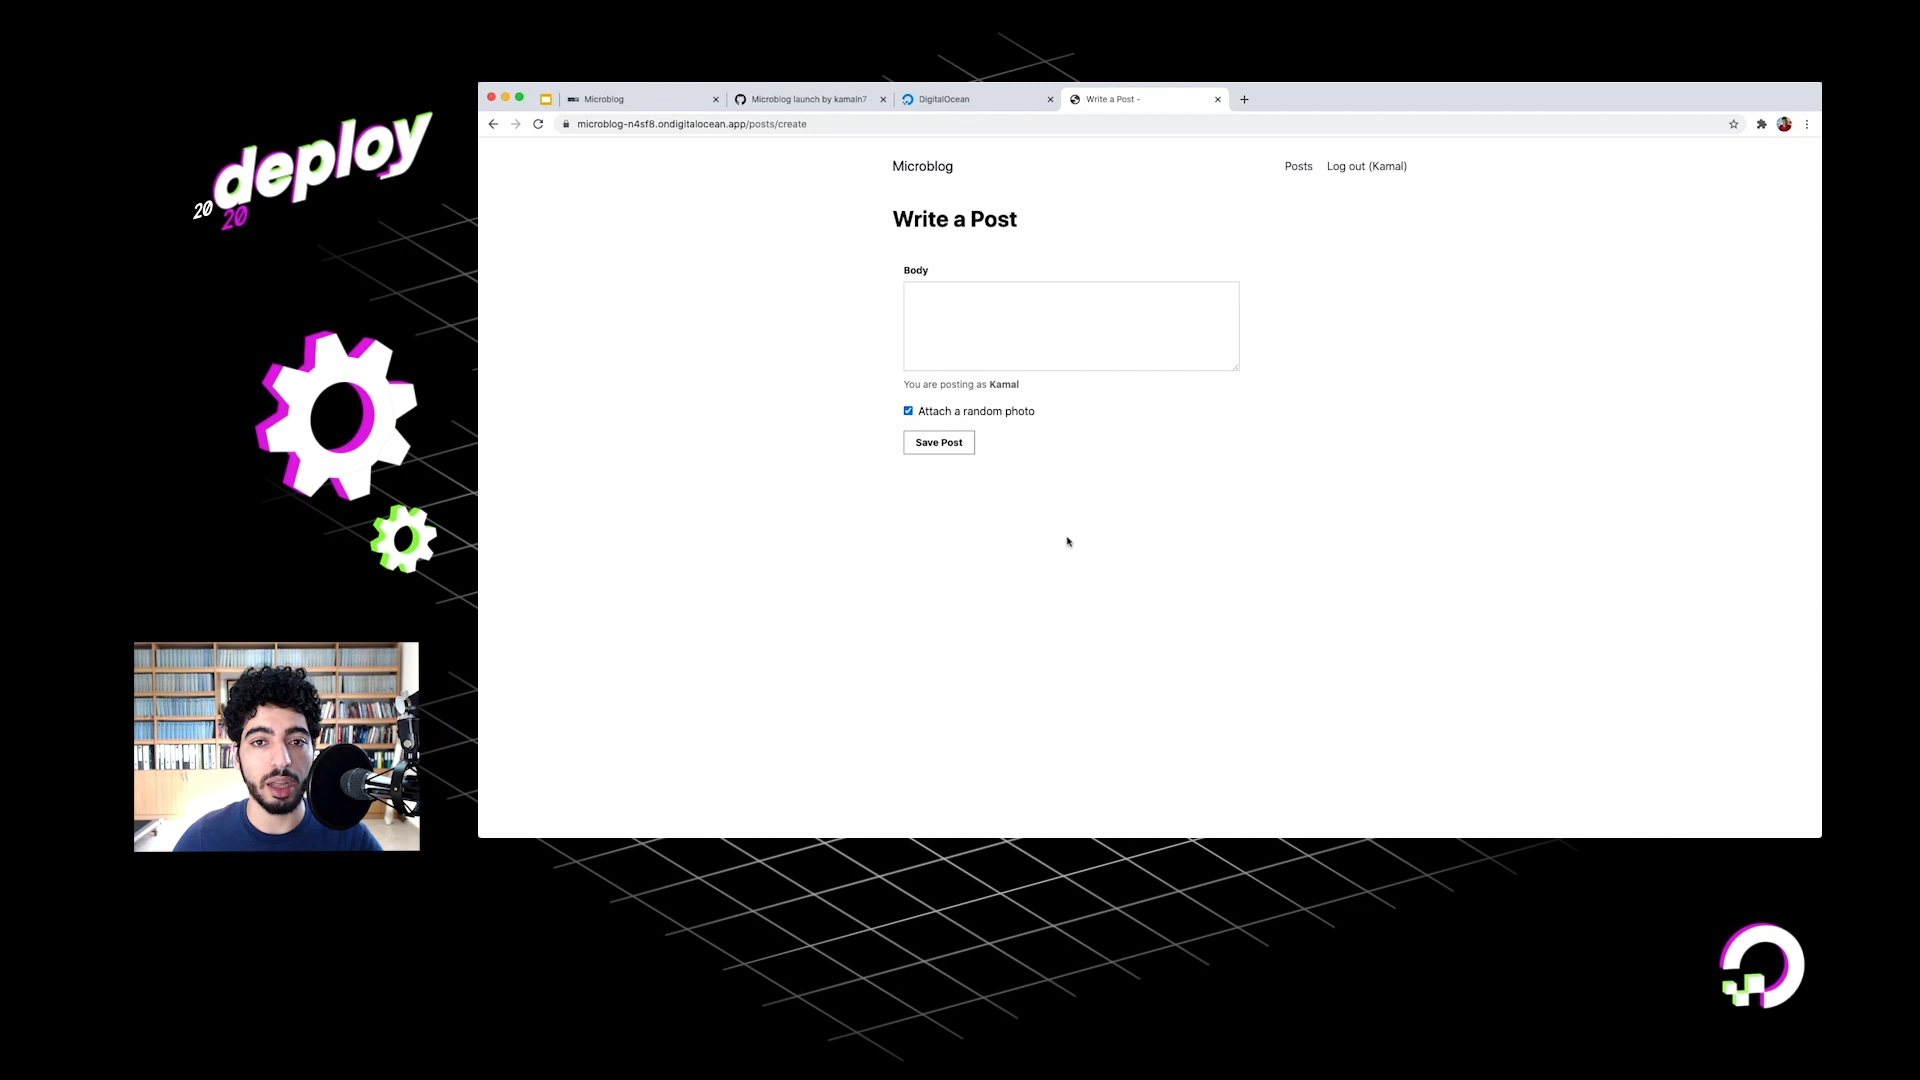 deploy
20
20
Microblog
Microblog launch by kamaln7
DigitalOcean
Write a Post -
microblog-n4sf8.ondigitalocean.app/posts/create
Microblog
Posts
Log out (Kamal)
Write a Post
Body
You are posting as Kamal
Attach a random photo
Save Post